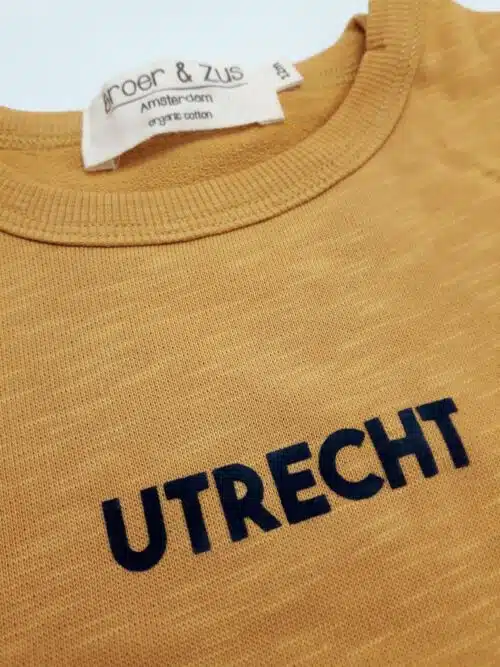 Broer & Zus
Amsterdam
organic cotton
UTRECHT